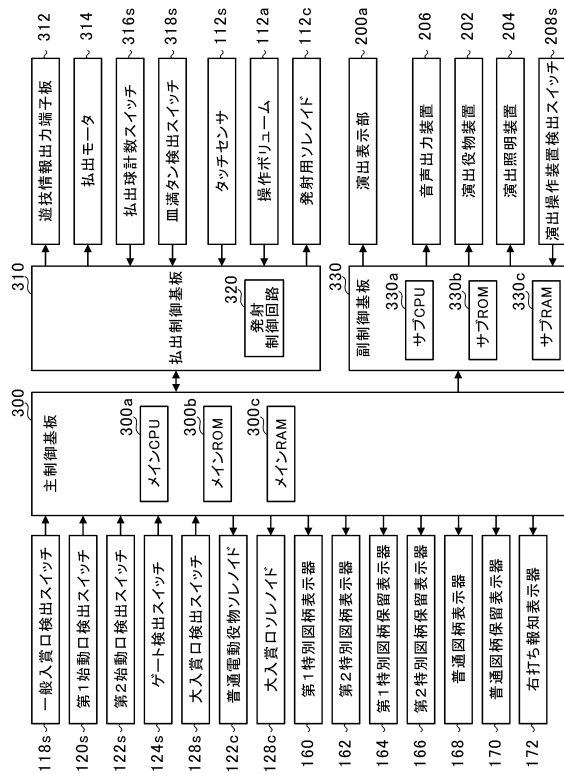 118s 一般入賞口検出スイッチ
120s 第1始動口検出スイッチ
122s 第2始動口検出スイッチ
124s ゲート検出スイッチ
128s 大入賞口検出スイッチ
122c 普通電動役物ソレノイド
128c 大入賞口ソレノイド
160 第1特別図柄表示器
162 第2特別図柄表示器
164 第1特別図柄保留表示器
166 第2特別図柄保留表示器
168 普通図柄表示器
170 普通図柄保留表示器
172 右打ち報知表示器
300
主制御基板
300a
メインCPU
300b
メインROM
300c
メインRAM
310
払出制御基板
320
発射
制御回路
330
副制御基板
330a
サブCPU
330b
サブROM
330c
サブRAM
遊技情報出力端子板 312
払出モータ 314
払出球計数スイッチ 316s
皿満タン検出スイッチ 318s
タッチセンサ 112s
操作ボリューム 112a
発射用ソレノイド 112c
演出表示部 200a
音声出力装置 206
演出役物装置 202
演出照明装置 204
演出操作装置検出スイッチ 208s